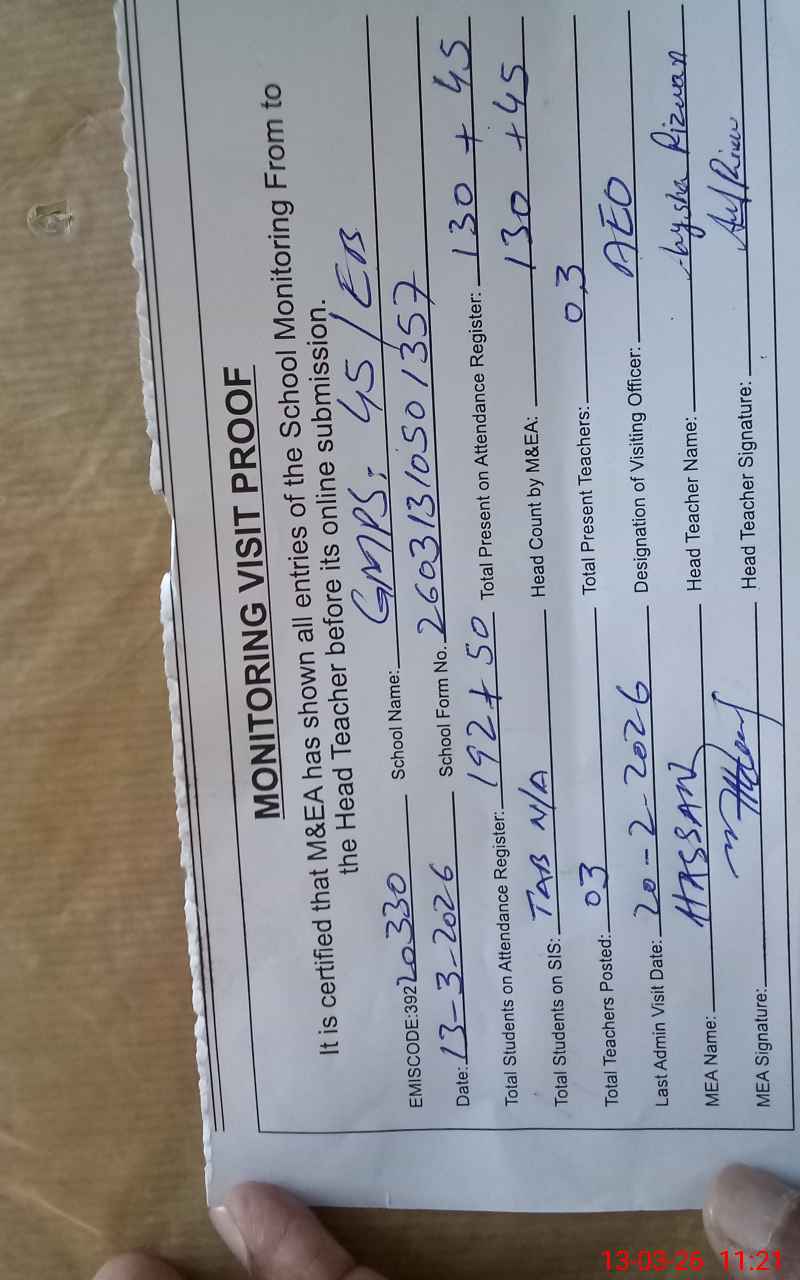 MONITORING VISIT PROOF
It is certified that M&EA has shown all entries of the School Monitoring From to
the Head Teacher before its online submission.
EMISCODE:39220330 School Name: GMPS: 45/EB
Date: 13-3-2026 School Form No. 26031310501357
Total Students on Attendance Register: 192+50 Total Present on Attendance Register: 130 + 45
Total Students on SIS: TAB N/A Head Count by M&EA: 130 +45
Total Teachers Posted: 03 Total Present Teachers: 03
Last Admin Visit Date: 20-2-2026 Designation of Visiting Officer: AEO
MEA Name: HASSAN Head Teacher Name: Aysha Rizwan
MEA Signature: Head Teacher Signature:
13-03-26 11:21